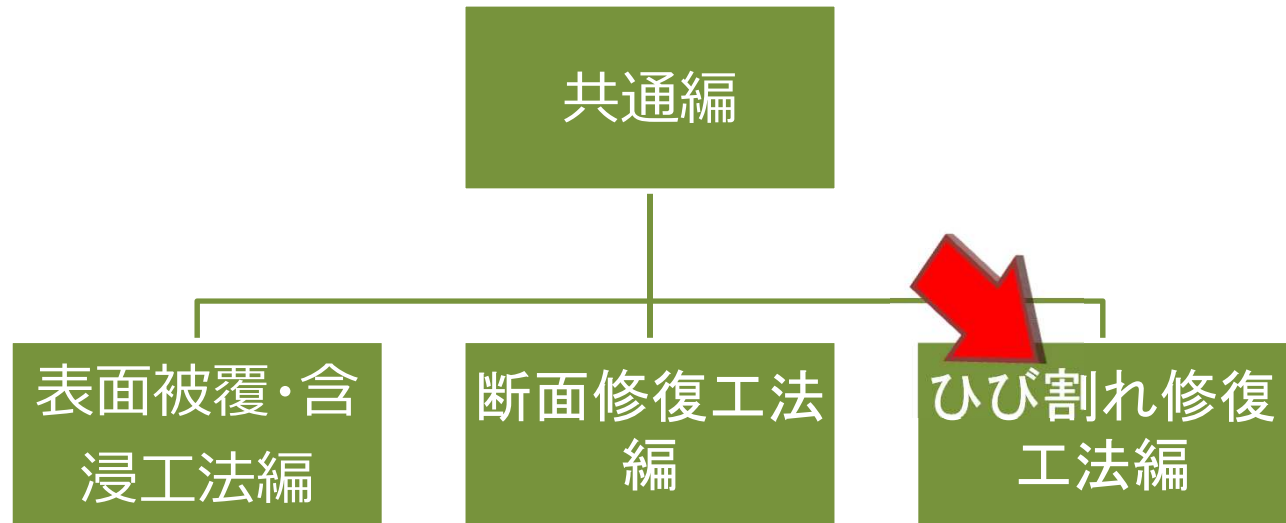 共通編
表面被覆・含
浸工法編
断面修復工法
編
ひび割れ修復
工法編